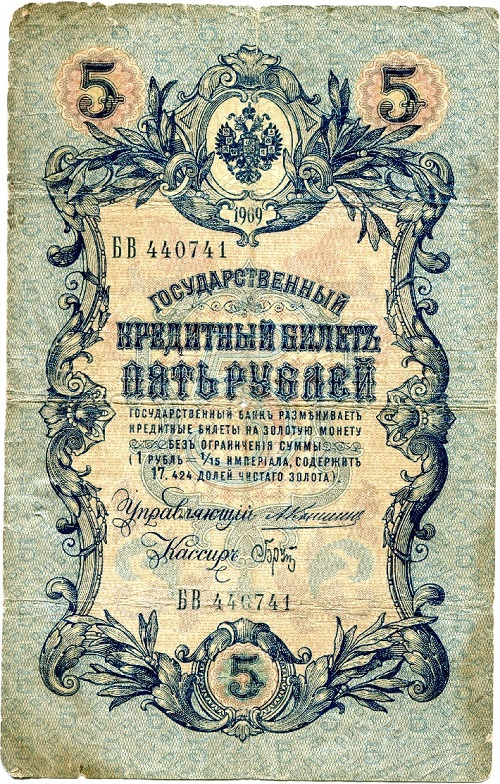 5 5
1909
БВ 440741
ГОСУДАРСТВЕННЫЙ
КРЕДИТНЫЙ БИЛЕТЪ
ПЯТЬ РУБЛЕЙ
ГОСУДАРСТВЕННЫЙ БАНКЪ РАЗМѢНИВАЕТЪ
КРЕДИТНЫЕ БИЛЕТЫ НА ЗОЛОТУЮ МОНЕТУ
БЕЗЪ ОГРАНИЧЕНІЯ СУММЫ
(1 РУБЛЬ = 1/15 ИМПЕРІАЛА, СОДЕРЖИТЪ
17.424 ДОЛЕЙ ЧИСТАГО ЗОЛОТА).
Управляющій
Кассиръ
БВ 440741
5